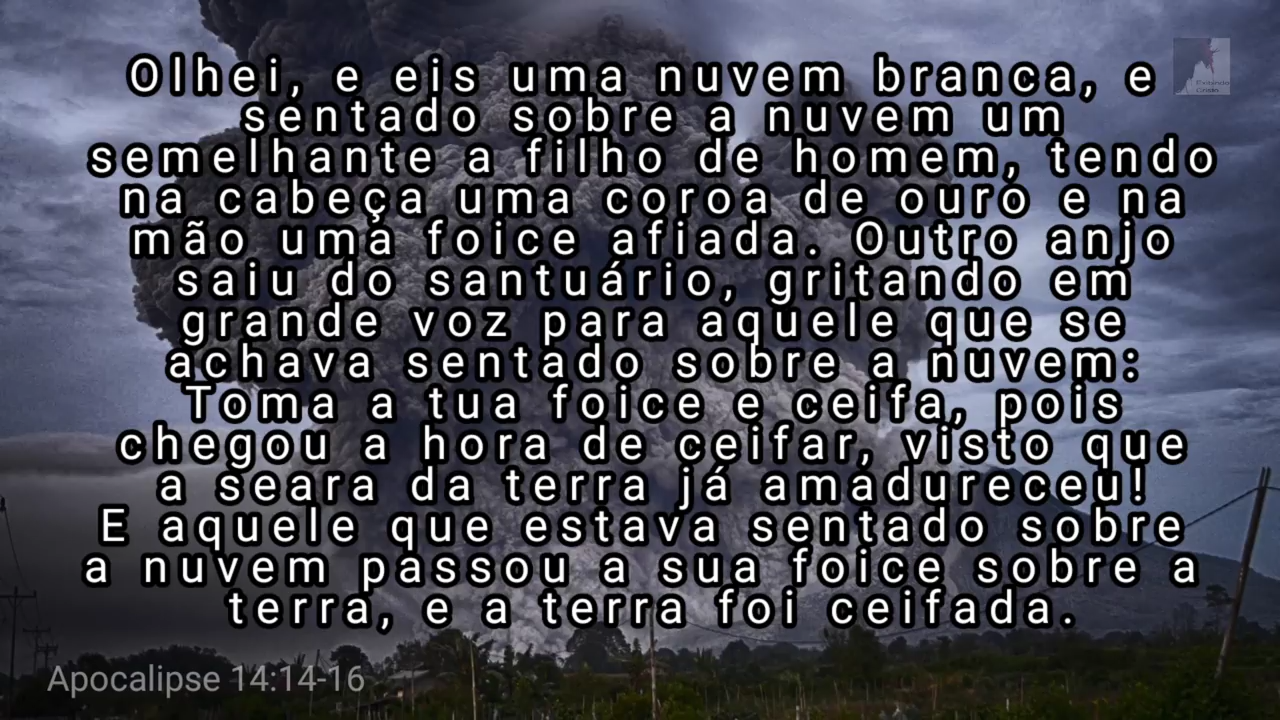 Olhei, e eis uma nuvem branca, e
sentado sobre a nuvem um
semelhante a filho de homem, tendo
na cabeça uma coroa de ouro e na
mão uma foice afiada. Outro anjo
saiu do santuário, gritando em
grande voz para aquele que se
achava sentado sobre a nuvem:
Toma a tua foice e ceifa, pois
chegou a hora de ceifar, visto que
a seara da terra já amadureceu!
E aquele que estava sentado sobre
a nuvem passou a sua foice sobre a
terra, e a terra foi ceifada.
Apocalipse 14:14-16